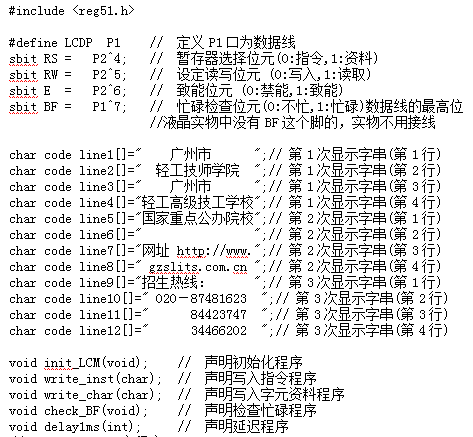 #include <reg51.h>
#define LCDP  P1   // 定义P1口为数据线
sbit RS =   P2^4;  // 暂存器选择位元(0:指令,1:资料)
sbit RW =   P2^5;  // 设定读写位元(0:写入,1:读取)
sbit E  =   P2^6;  // 致能位元 (0:禁能,1:致能)
sbit BF =   P1^7;  // 忙碌检查位元(0:不忙,1:忙碌)数据线的最高位
//液晶实物中没有BF这个脚的，实物不用接线
char code line1[]="    广州市      ";// 第1次显示字串(第1行)
char code line2[]="  轻工技师学院  ";// 第1次显示字串(第2行)
char code line3[]="    广州市      ";// 第1次显示字串(第3行)
char code line4[]="轻工高级技工学校";// 第1次显示字串(第4行)
char code line5[]="国家重点公办院校";// 第2次显示字串(第1行)
char code line6[]="                ";// 第2次显示字串(第2行)
char code line7[]="网址 http://www.";// 第2次显示字串(第3行)
char code line8[]=" gzslits.com.cn ";// 第2次显示字串(第4行)
char code line9[]="招生热线:       ";// 第3次显示字串(第1行)
char code line10[]=" 020－87481623  ";// 第3次显示字串(第2行)
char code line11[]="      84423747  ";// 第3次显示字串(第3行)
char code line12[]="      34466202  ";// 第3次显示字串(第4行)
void init_LCM(void);    // 声明初始化程序
void write_inst(char);  // 声明写入指令程序
void write_char(char);  // 声明写入字元资料程序
void check_BF(void);    // 声明检查忙碌程序
void delay1ms(int);     // 声明延迟程序